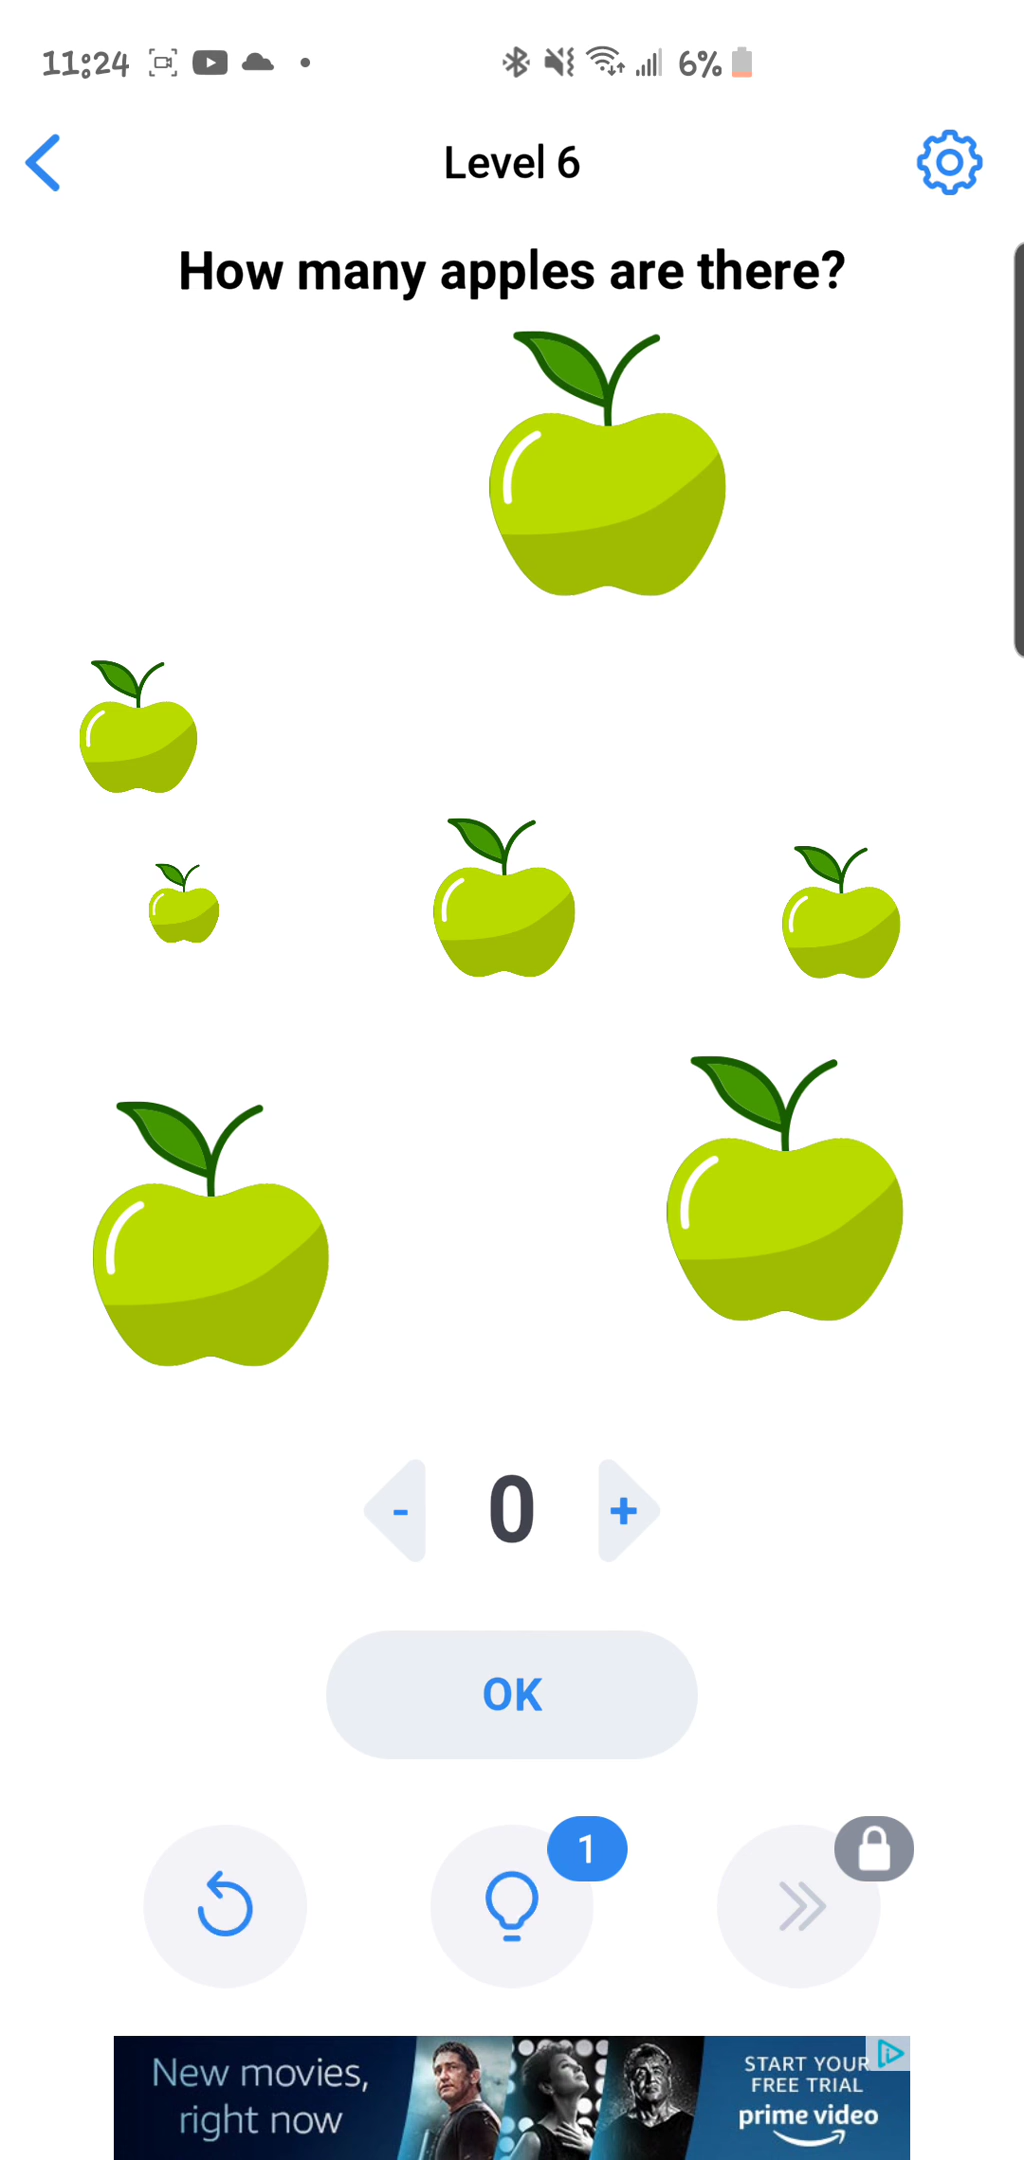 11:24 6%
Level 6
How many apples are there?
- 0 +
OK
1
New movies,
right now
START YOUR
FREE TRIAL
prime video